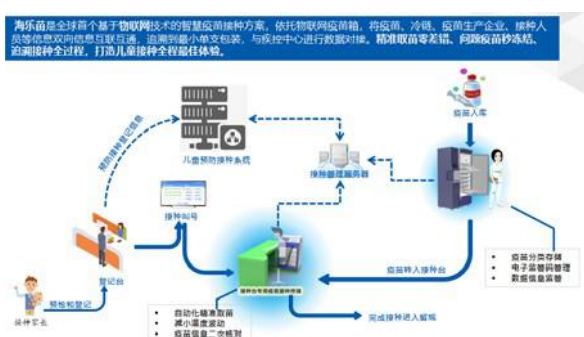 海乐苗是全球首个基于物联网技术的智慧疫苗接种方案，依托物联网疫苗箱，将疫苗、冷链、疫苗生产企业、接种人
员等信息双向信息互联互通，追溯到最小单支包装，与疾控中心进行数据对接。精准取苗零差错、问题疫苗秒冻结、
追溯接种全过程，打造儿童接种全程最佳体验。
疫苗入库
预防接种登记信息
儿童预防接种系统
接种管理服务器
接种叫号
登记台
疫苗转入接种台
疫苗分类存储
电子监管码管理
数据信息监管
预检和登记
接种家长
自动化精准取苗
减小温度波动
疫苗信息二次核对
完成接种进入留观